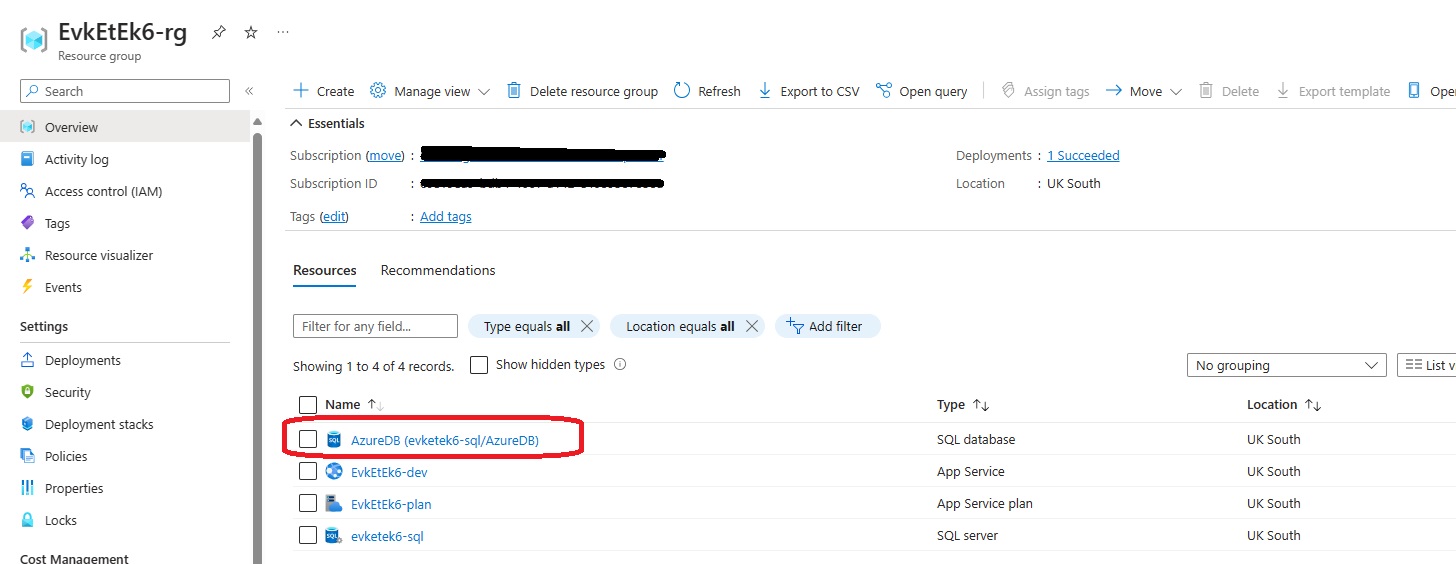 EvkEtEk6-rg
Resource group
Search
Create Manage view Delete resource group Refresh Export to CSV Open query Assign tags Move Delete Export template
Overview
Activity log
Access control (IAM)
Tags
Resource visualizer
Events
Settings
Deployments
Security
Deployment stacks
Policies
Properties
Locks
Cost Management
Essentials
Subscription (move) :
Deployments : 1 Succeeded
Subscription ID :
Location : UK South
Tags (edit) : Add tags
Resources Recommendations
Filter for any field... Type equals all Location equals all Add filter
Showing 1 to 4 of 4 records. Show hidden types
No grouping List
Name Type Location
AzureDB (evketek6-sql/AzureDB) SQL database UK South
EvkEtEk6-dev App Service UK South
EvkEtEk6-plan App Service plan UK South
evketek6-sql SQL server UK South